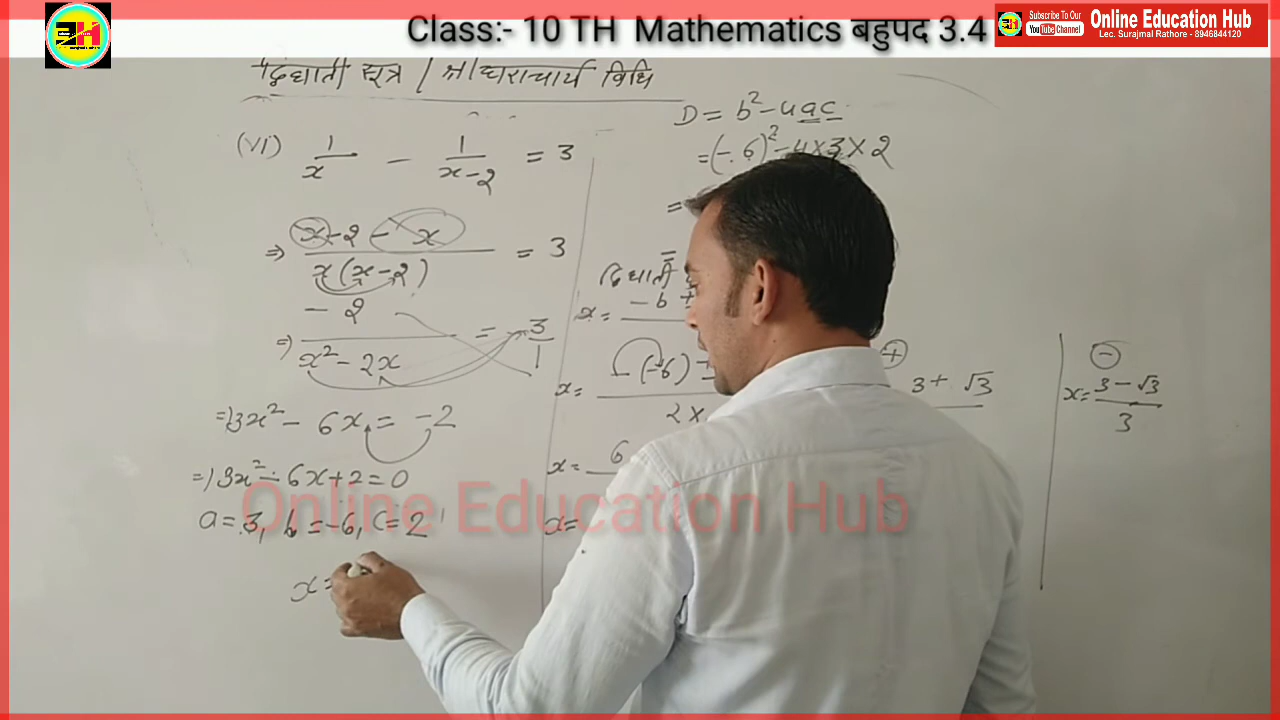 Class:- 10 TH Mathematics बहुपद 3.4
Subscribe To Our
YouTube Channel
Online Education Hub
Lec. Surajmal Rathore - 8946844120
द्विघाती सूत्र / श्रीधराचार्य विधि
(vi) 1/x - 1/(x-2) = 3
⇒ (x-2-x)/(x(x-2)) = 3
⇒ -2/(x²-2x) = 3/1
⇒ 3x² - 6x = -2
⇒ 3x² - 6x + 2 = 0
a = 3, b = -6, c = 2
x =
D = b² - 4ac
= (-6)² - 4×3×2
=
=
द्विघाती
x = -b ±
x = -(-6) ±
2×
x = 6
x =
+
3 + √3
-
x = (3 - √3)/3
Online Education Hub